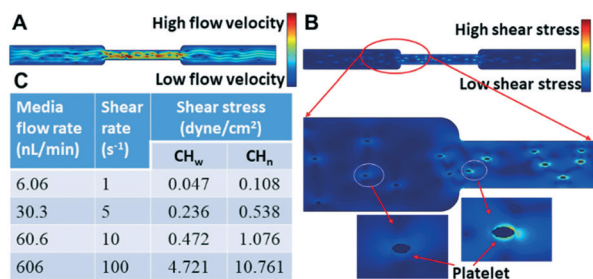 A
High flow velocity
Low flow velocity
B
High shear stress
Low shear stress
Platelet
C
Media flow rate (nL/min)
Shear rate (s-1)
Shear stress (dyne/cm2)
CHw
CHn
6.06 1 0.047 0.108
30.3 5 0.236 0.538
60.6 10 0.472 1.076
606 100 4.721 10.761